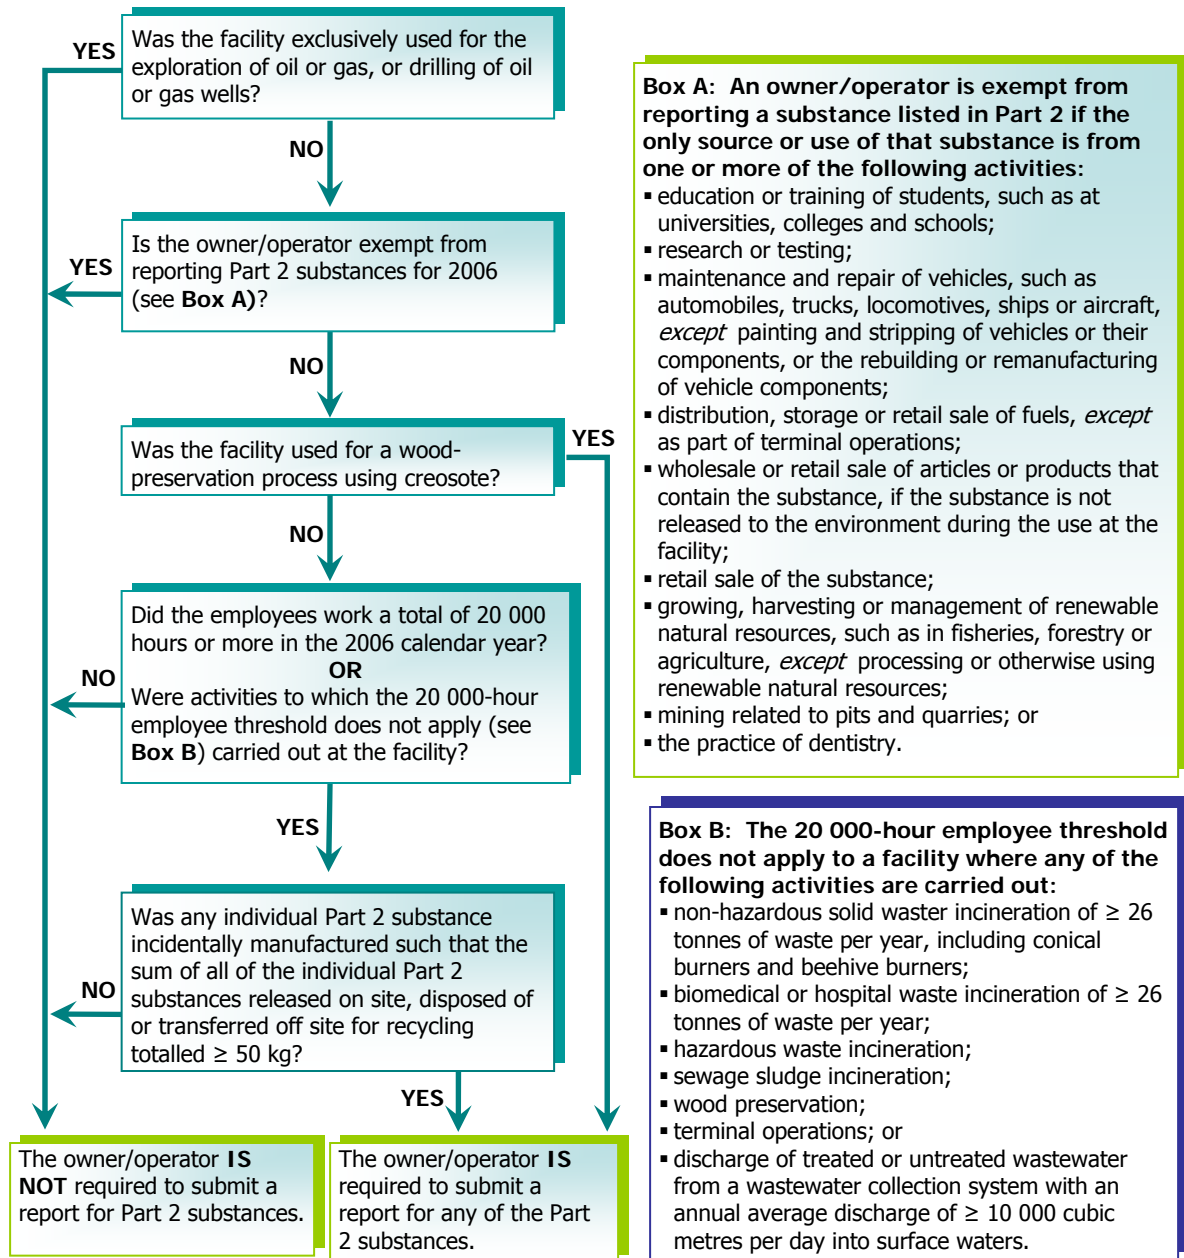 YES
Was the facility exclusively used for the
exploration of oil or gas, or drilling of oil
or gas wells?
NO
Is the owner/operator exempt from
reporting Part 2 substances for 2006
(see Box A)?
YES
NO
Was the facility used for a wood-
preservation process using creosote?
YES
NO
Did the employees work a total of 20 000
hours or more in the 2006 calendar year?
OR
Were activities to which the 20 000-hour
employee threshold does not apply (see
Box B) carried out at the facility?
NO
YES
Was any individual Part 2 substance
incidentally manufactured such that the
sum of all of the individual Part 2
substances released on site, disposed of
or transferred off site for recycling
totalled ≥ 50 kg?
NO
YES
The owner/operator IS
NOT required to submit a
report for Part 2 substances.
The owner/operator IS
required to submit a
report for any of the Part
2 substances.
Box A: An owner/operator is exempt from
reporting a substance listed in Part 2 if the
only source or use of that substance is from
one or more of the following activities:
▪ education or training of students, such as at
universities, colleges and schools;
▪ research or testing;
▪ maintenance and repair of vehicles, such as
automobiles, trucks, locomotives, ships or aircraft,
except painting and stripping of vehicles or their
components, or the rebuilding or remanufacturing
of vehicle components;
▪ distribution, storage or retail sale of fuels, except
as part of terminal operations;
▪ wholesale or retail sale of articles or products that
contain the substance, if the substance is not
released to the environment during the use at the
facility;
▪ retail sale of the substance;
▪ growing, harvesting or management of renewable
natural resources, such as in fisheries, forestry or
agriculture, except processing or otherwise using
renewable natural resources;
▪ mining related to pits and quarries; or
▪ the practice of dentistry.
Box B: The 20 000-hour employee threshold
does not apply to a facility where any of the
following activities are carried out:
▪ non-hazardous solid waster incineration of ≥ 26
tonnes of waste per year, including conical
burners and beehive burners;
▪ biomedical or hospital waste incineration of ≥ 26
tonnes of waste per year;
▪ hazardous waste incineration;
▪ sewage sludge incineration;
▪ wood preservation;
▪ terminal operations; or
▪ discharge of treated or untreated wastewater
from a wastewater collection system with an
annual average discharge of ≥ 10 000 cubic
metres per day into surface waters.